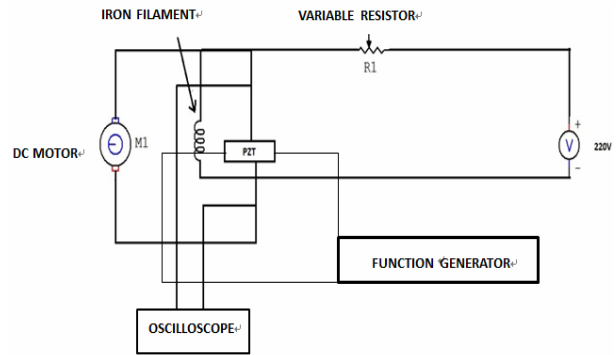 IRON FILAMENT
VARIABLE RESISTOR
R1
DC MOTOR
M1
PZT
+
V
-
220V
FUNCTION GENERATOR
OSCILLOSCOPE